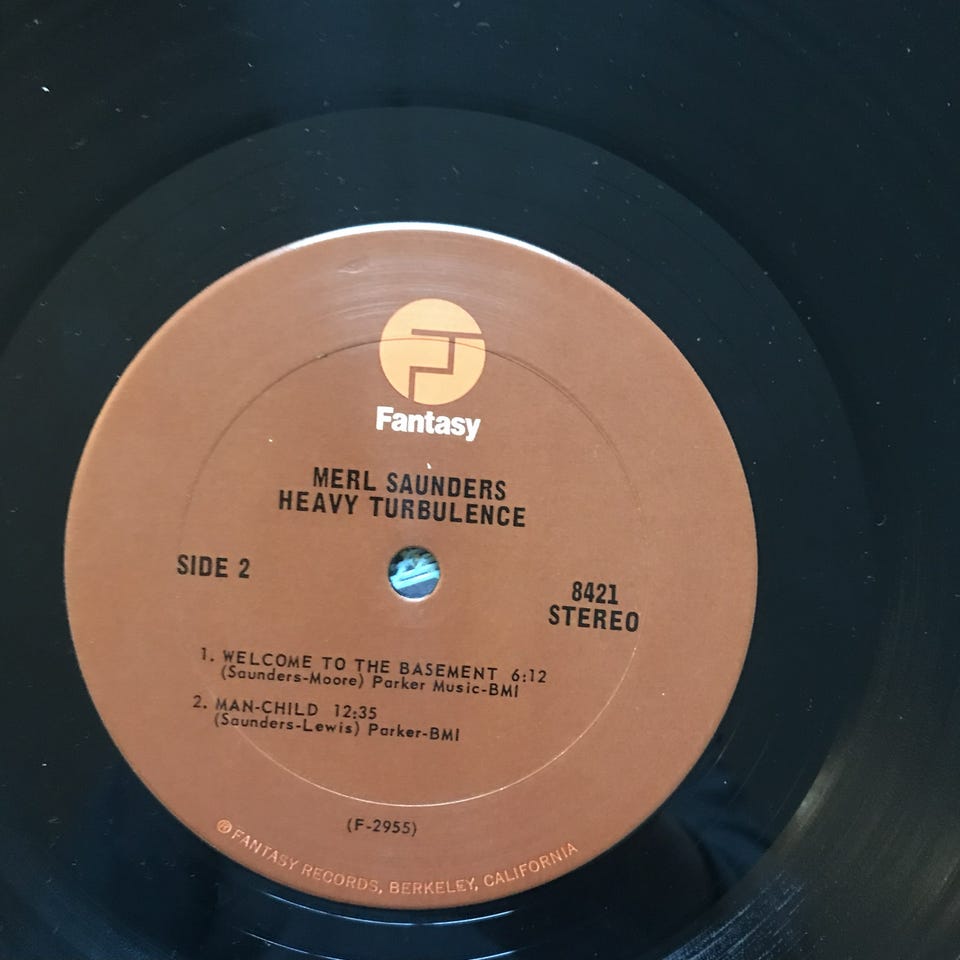 Fantasy
MERL SAUNDERS
HEAVY TURBULENCE
SIDE 2
8421
STEREO
1. WELCOME TO THE BASEMENT 6:12
(Saunders-Moore) Parker Music-BMI
2. MAN-CHILD 12:35
(Saunders-Lewis) Parker-BMI
(F-2955)
Ⓡ FANTASY RECORDS, BERKELEY, CALIFORNIA